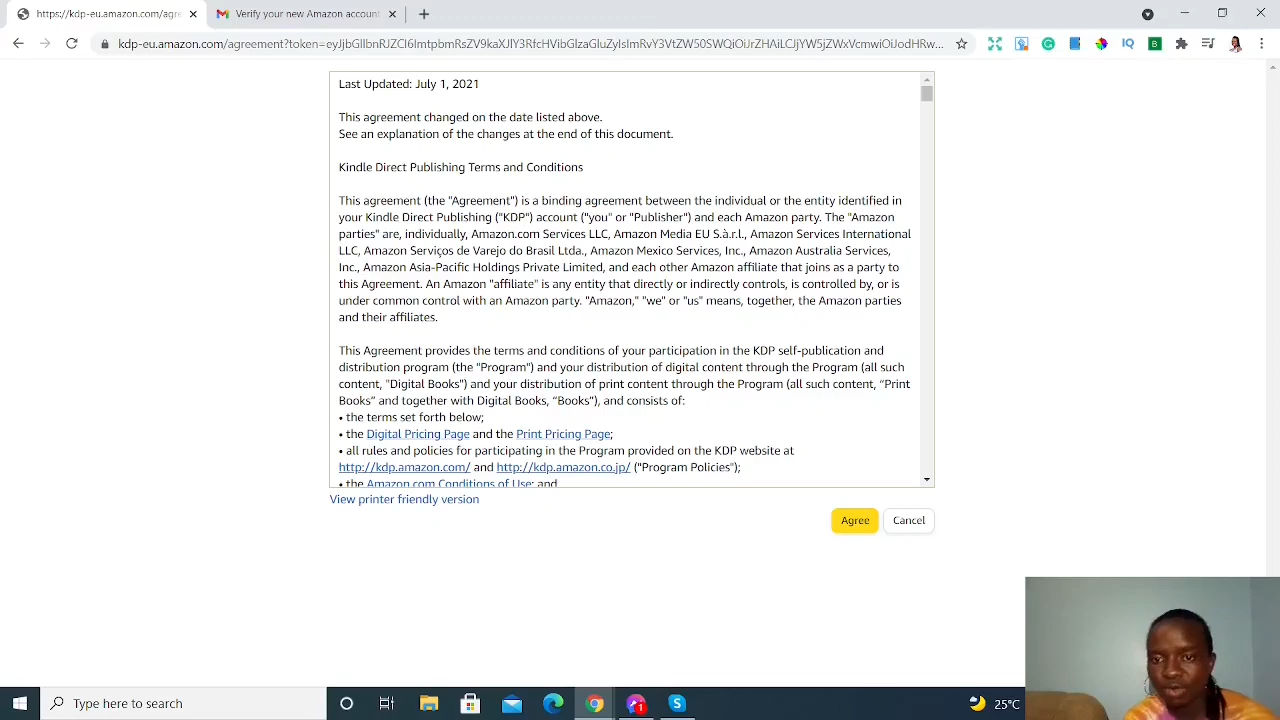 https://kdp-eu.amazon.com/agre
Verify your new Amazon account
IQ
B
Last Updated: July 1, 2021
This agreement changed on the date listed above.
See an explanation of the changes at the end of this document.
Kindle Direct Publishing Terms and Conditions
This agreement (the "Agreement") is a binding agreement between the individual or the entity identified in
your Kindle Direct Publishing ("KDP") account ("you" or "Publisher") and each Amazon party. The "Amazon
parties" are, individually, Amazon.com Services LLC, Amazon Media EU S.à.r.l., Amazon Services International
LLC, Amazon Serviços de Varejo do Brasil Ltda., Amazon Mexico Services, Inc., Amazon Australia Services,
Inc., Amazon Asia-Pacific Holdings Private Limited, and each other Amazon affiliate that joins as a party to
this Agreement. An Amazon "affiliate" is any entity that directly or indirectly controls, is controlled by, or is
under common control with an Amazon party. "Amazon," "we" or "us" means, together, the Amazon parties
and their affiliates.
This Agreement provides the terms and conditions of your participation in the KDP self-publication and
distribution program (the "Program") and your distribution of digital content through the Program (all such
content, "Digital Books") and your distribution of print content through the Program (all such content, “Print
Books” and together with Digital Books, “Books”), and consists of:
• the terms set forth below;
• the Digital Pricing Page and the Print Pricing Page;
• all rules and policies for participating in the Program provided on the KDP website at
http://kdp.amazon.com/ and http://kdp.amazon.co.jp/ ("Program Policies");
• the Amazon.com Conditions of Use; and
View printer friendly version
Agree
Cancel
Type here to search
1
25°C